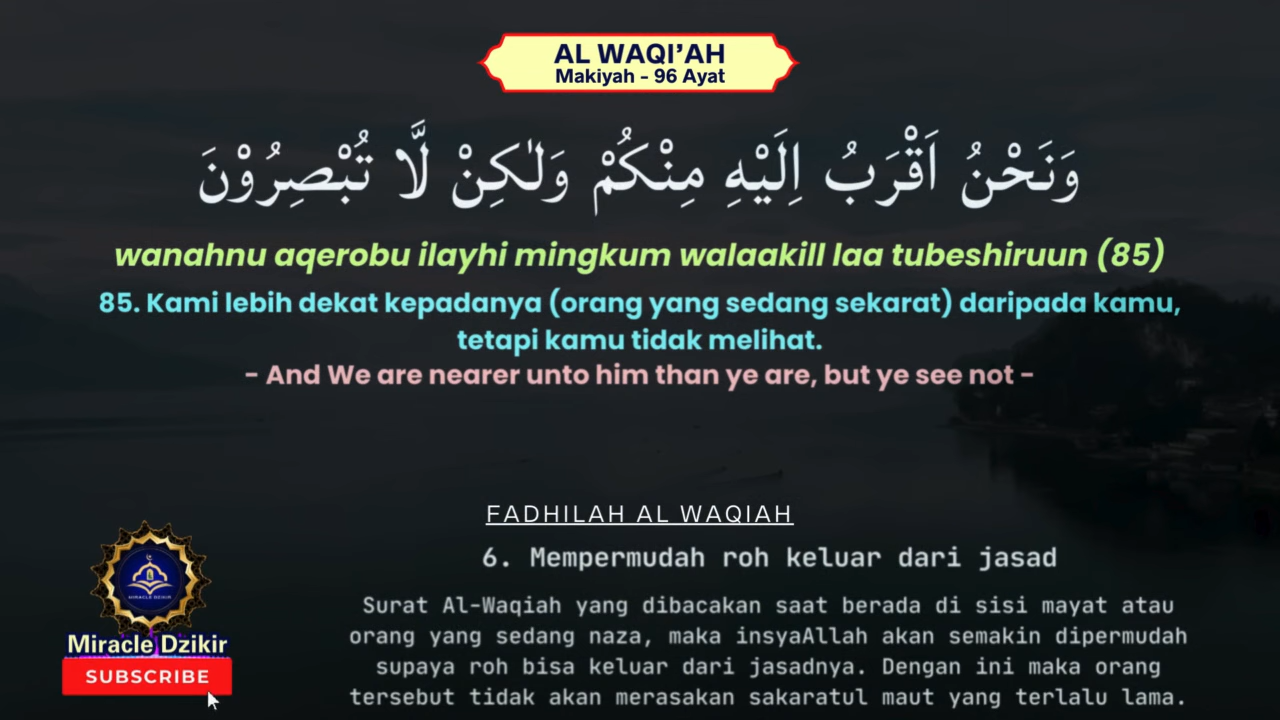 AL WAQI’AH
Makiyah - 96 Ayat
وَنَحْنُ اَقْرَبُ اِلَيْهِ مِنْكُمْ وَلٰكِنْ لَّا تُبْصِرُوْنَ
wanahnu aqerobu ilayhi mingkum walaakill laa tubeshiruun (85)
85. Kami lebih dekat kepadanya (orang yang sedang sekarat) daripada kamu,
tetapi kamu tidak melihat.
- And We are nearer unto him than ye are, but ye see not -
FADHILAH AL WAQIAH
6. Mempermudah roh keluar dari jasad
Surat Al-Waqiah yang dibacakan saat berada di sisi mayat atau
orang yang sedang naza, maka insyaAllah akan semakin dipermudah
supaya roh bisa keluar dari jasadnya. Dengan ini maka orang
tersebut tidak akan merasakan sakaratul maut yang terlalu lama.
MIRACLE DZIKIR
Miracle Dzikir
SUBSCRIBE